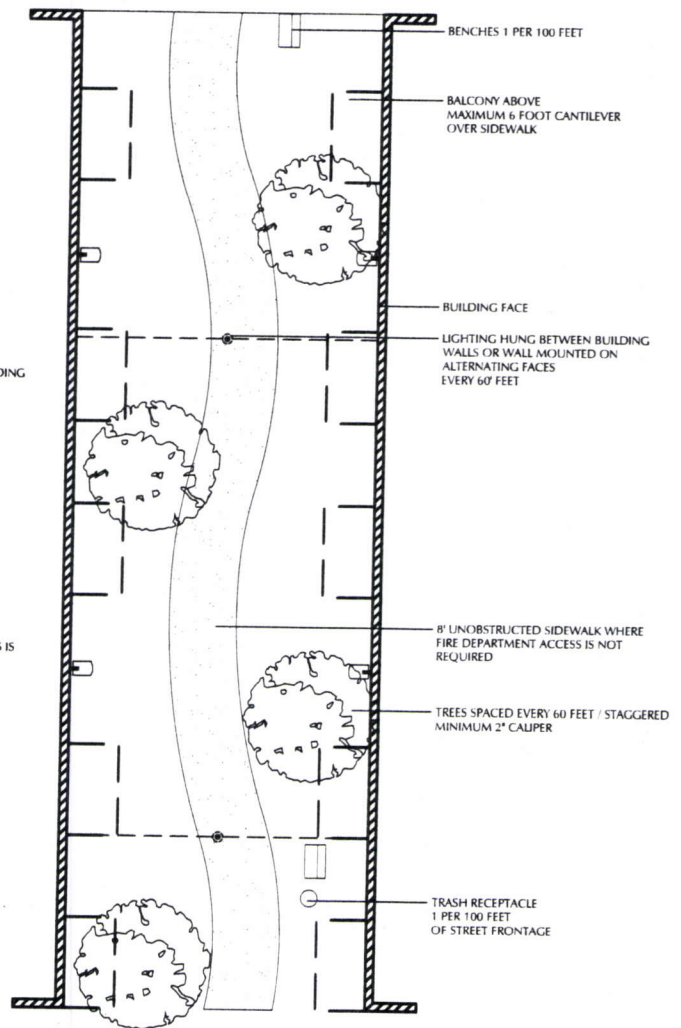 BENCHES 1 PER 100 FEET
BALCONY ABOVE
MAXIMUM 6 FOOT CANTILEVER
OVER SIDEWALK
BUILDING FACE
LIGHTING HUNG BETWEEN BUILDING
WALLS OR WALL MOUNTED ON
ALTERNATING FACES
EVERY 60' FEET
DING
8' UNOBSTRUCTED SIDEWALK WHERE
FIRE DEPARTMENT ACCESS IS NOT
REQUIRED
S IS
TREES SPACED EVERY 60 FEET / STAGGERED
MINIMUM 2" CALIPER
TRASH RECEPTACLE
1 PER 100 FEET
OF STREET FRONTAGE